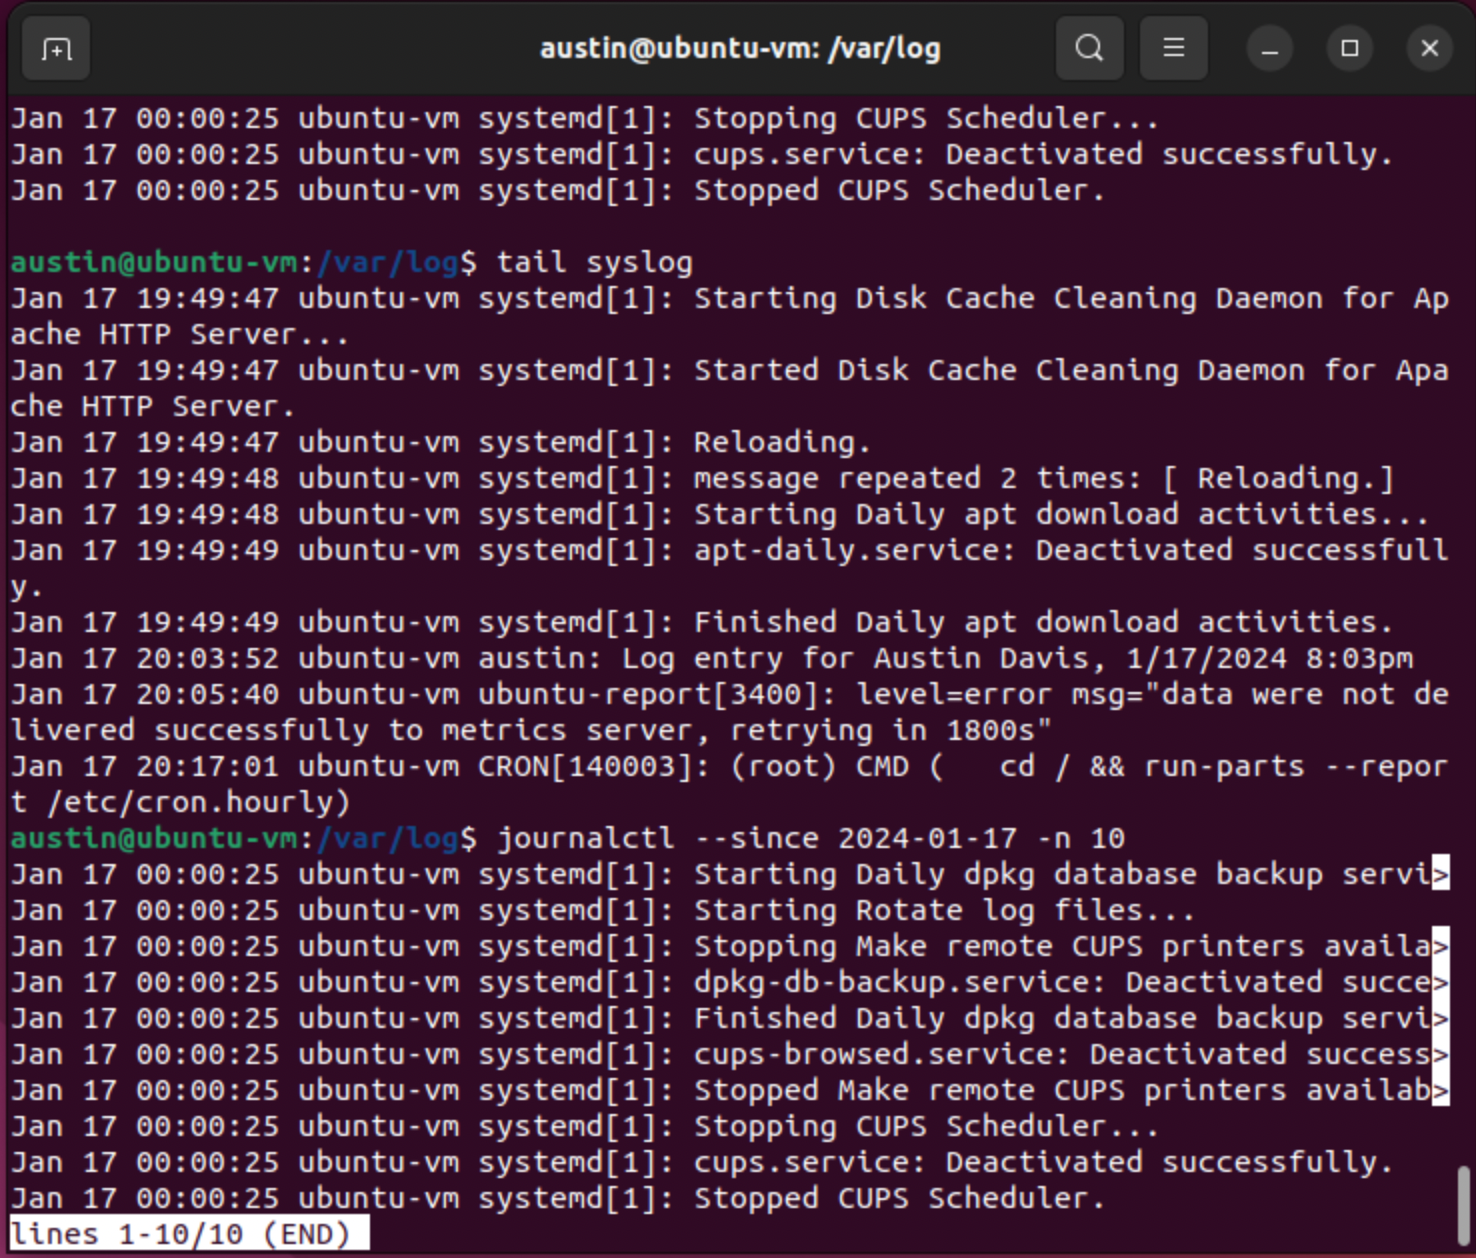 austin@ubuntu-vm: /var/log
Jan 17 00:00:25 ubuntu-vm systemd[1]: Stopping CUPS Scheduler...
Jan 17 00:00:25 ubuntu-vm systemd[1]: cups.service: Deactivated successfully.
Jan 17 00:00:25 ubuntu-vm systemd[1]: Stopped CUPS Scheduler.
austin@ubuntu-vm:/var/log$ tail syslog
Jan 17 19:49:47 ubuntu-vm systemd[1]: Starting Disk Cache Cleaning Daemon for Ap
ache HTTP Server...
Jan 17 19:49:47 ubuntu-vm systemd[1]: Started Disk Cache Cleaning Daemon for Apa
che HTTP Server.
Jan 17 19:49:47 ubuntu-vm systemd[1]: Reloading.
Jan 17 19:49:48 ubuntu-vm systemd[1]: message repeated 2 times: [ Reloading.]
Jan 17 19:49:48 ubuntu-vm systemd[1]: Starting Daily apt download activities...
Jan 17 19:49:49 ubuntu-vm systemd[1]: apt-daily.service: Deactivated successfull
y.
Jan 17 19:49:49 ubuntu-vm systemd[1]: Finished Daily apt download activities.
Jan 17 20:03:52 ubuntu-vm austin: Log entry for Austin Davis, 1/17/2024 8:03pm
Jan 17 20:05:40 ubuntu-vm ubuntu-report[3400]: level=error msg="data were not de
livered successfully to metrics server, retrying in 1800s"
Jan 17 20:17:01 ubuntu-vm CRON[140003]: (root) CMD (   cd / && run-parts --repor
t /etc/cron.hourly)
austin@ubuntu-vm:/var/log$ journalctl --since 2024-01-17 -n 10
Jan 17 00:00:25 ubuntu-vm systemd[1]: Starting Daily dpkg database backup servi>
Jan 17 00:00:25 ubuntu-vm systemd[1]: Starting Rotate log files...
Jan 17 00:00:25 ubuntu-vm systemd[1]: Stopping Make remote CUPS printers availa>
Jan 17 00:00:25 ubuntu-vm systemd[1]: dpkg-db-backup.service: Deactivated succe>
Jan 17 00:00:25 ubuntu-vm systemd[1]: Finished Daily dpkg database backup servi>
Jan 17 00:00:25 ubuntu-vm systemd[1]: cups-browsed.service: Deactivated success>
Jan 17 00:00:25 ubuntu-vm systemd[1]: Stopped Make remote CUPS printers availab>
Jan 17 00:00:25 ubuntu-vm systemd[1]: Stopping CUPS Scheduler...
Jan 17 00:00:25 ubuntu-vm systemd[1]: cups.service: Deactivated successfully.
Jan 17 00:00:25 ubuntu-vm systemd[1]: Stopped CUPS Scheduler.
lines 1-10/10 (END)